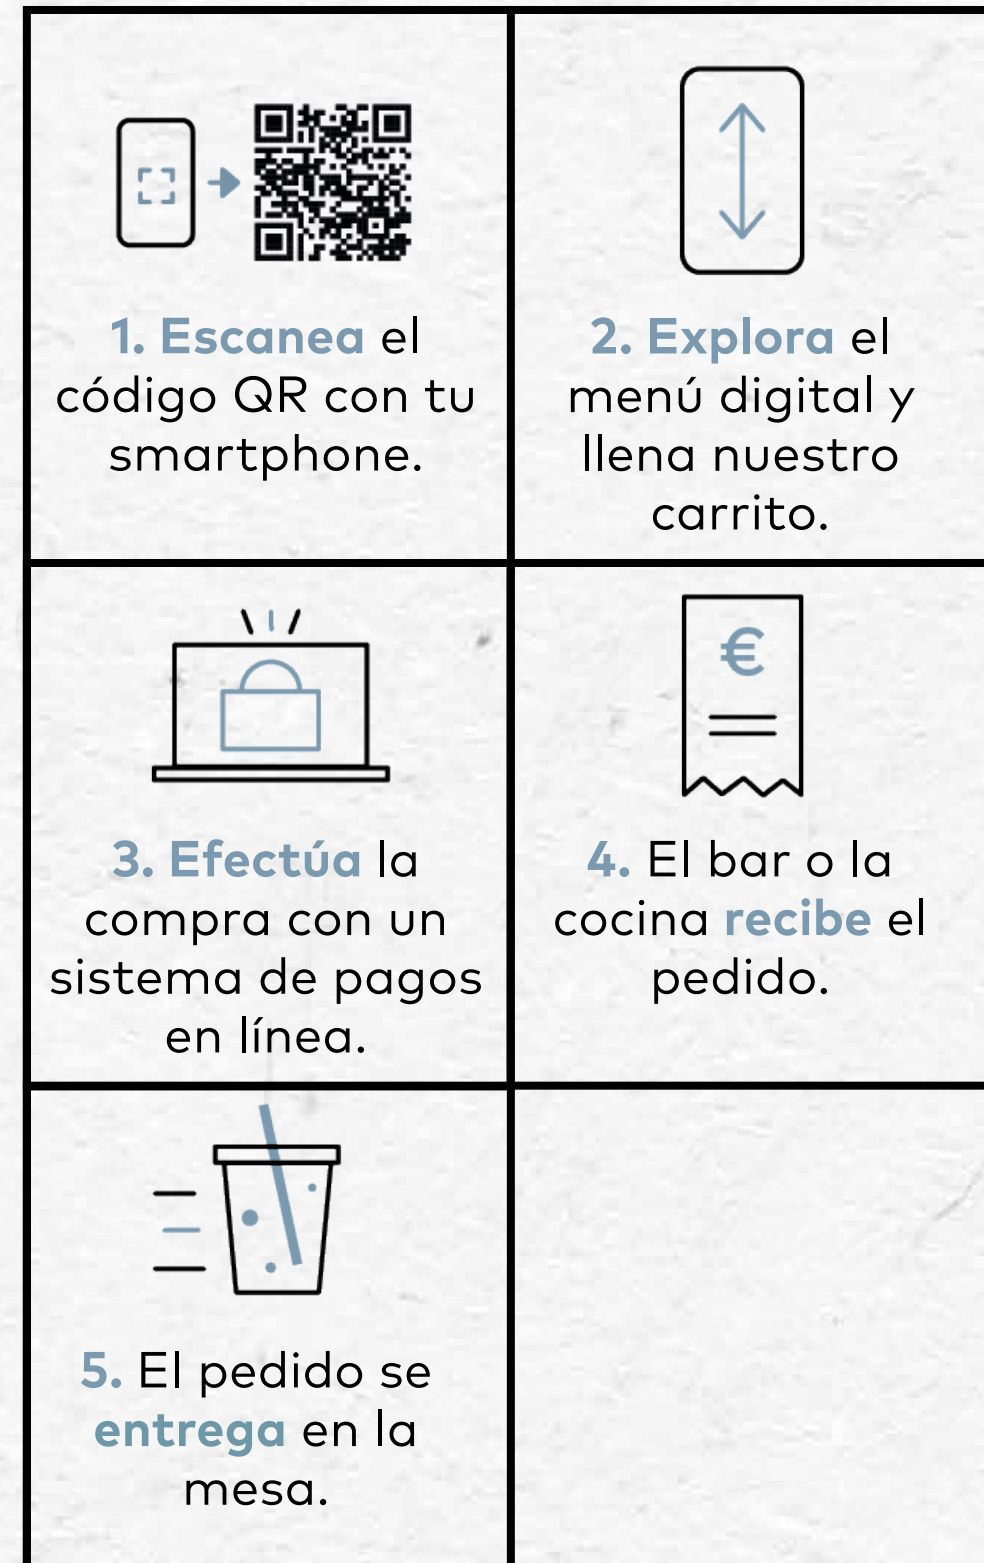 1. Escanea el
código QR con tu
smartphone.
2. Explora el
menú digital y
llena nuestro
carrito.
3. Efectúa la
compra con un
sistema de pagos
en línea.
€
4. El bar o la
cocina recibe el
pedido.
5. El pedido se
entrega en la
mesa.